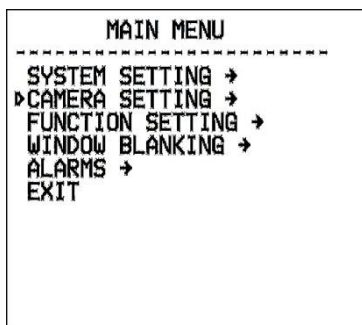 MAIN MENU
SYSTEM SETTING →
▷CAMERA SETTING →
FUNCTION SETTING →
WINDOW BLANKING →
ALARMS →
EXIT